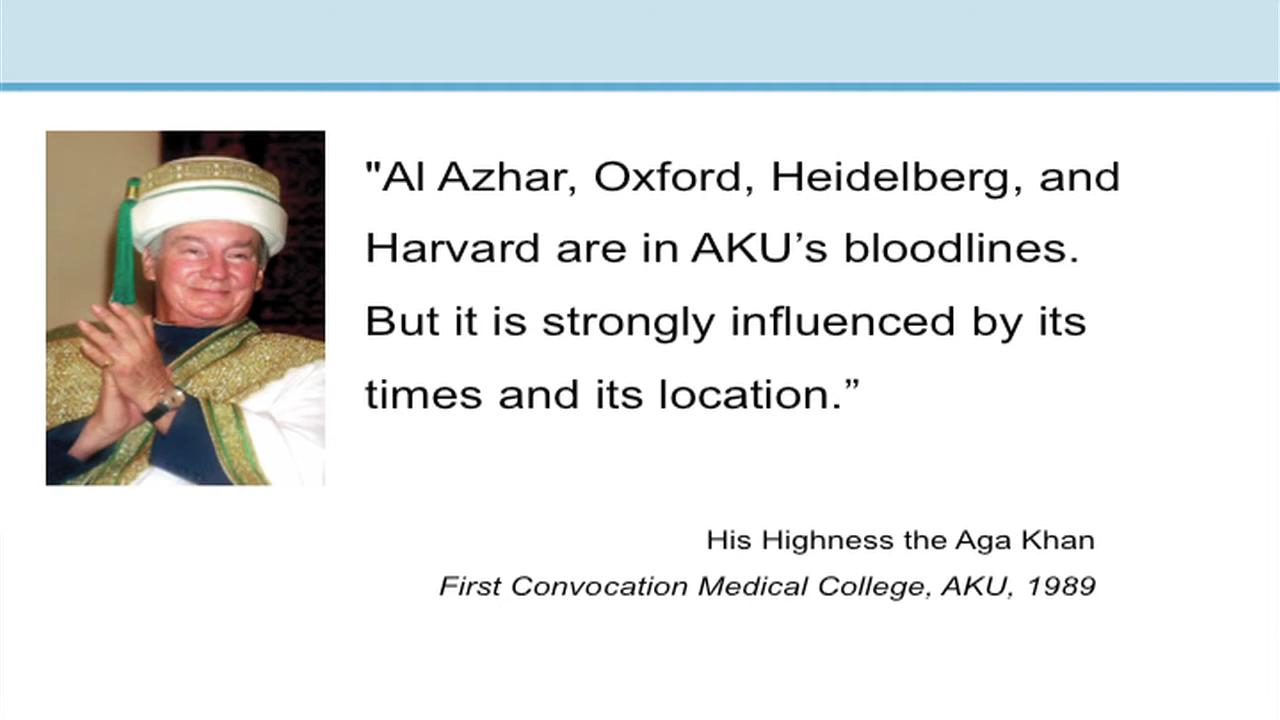 "Al Azhar, Oxford, Heidelberg, and
Harvard are in AKU’s bloodlines.
But it is strongly influenced by its
times and its location.”
His Highness the Aga Khan
First Convocation Medical College, AKU, 1989